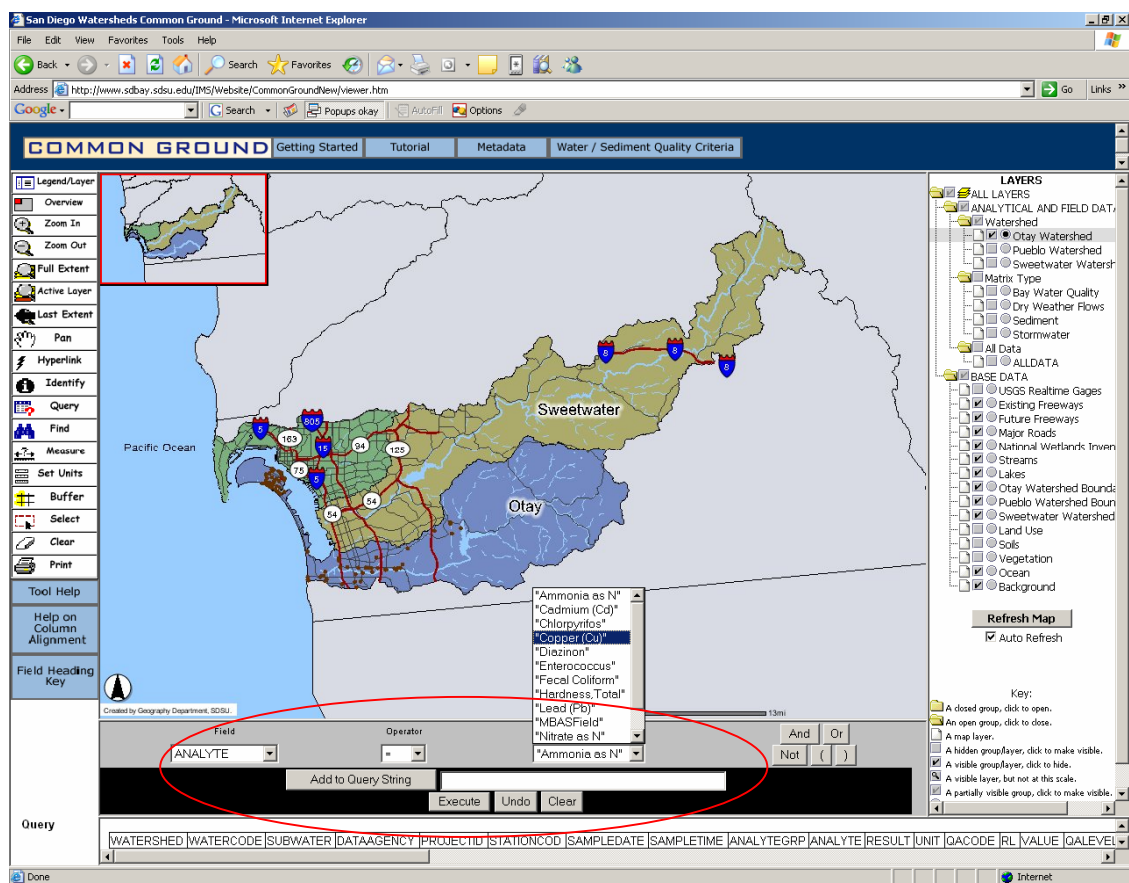 San Diego Watersheds Common Ground - Microsoft Internet Explorer
File Edit View Favorites Tools Help
Back Search Favorites
Address http://www.sdbay.sdsu.edu/IMS/Website/CommonGroundNew/viewer.htm Go Links »
Google Search Popups okay AutoFill Options
COMMON GROUND Getting Started Tutorial Metadata Water / Sediment Quality Criteria
Legend/Layer
Overview
Zoom In
Zoom Out
Full Extent
Active Layer
Last Extent
Pan
Hyperlink
Identify
Query
Find
Measure
Set Units
Buffer
Select
Clear
Print
Tool Help
Help on
Column
Alignment
Field Heading
Key
Query
Pacific Ocean
Sweetwater
Otay
8
8
8
5
805
163
15
94
125
75
5
54
54
13mi
Created by Geography Department, SDSU.
LAYERS
ALL LAYERS
ANALYTICAL AND FIELD DATA
Watershed
Otay Watershed
Pueblo Watershed
Sweetwater Watersh
Matrix Type
Bay Water Quality
Dry Weather Flows
Sediment
Stormwater
All Data
ALLDATA
BASE DATA
USGS Realtime Gages
Existing Freeways
Future Freeways
Major Roads
National Wetlands Inven
Streams
Lakes
Otay Watershed Bounda
Pueblo Watershed Boun
Sweetwater Watershed
Land Use
Soils
Vegetation
Ocean
Background
Refresh Map
Auto Refresh
Key:
A closed group, click to open.
An open group, click to close.
A map layer.
A hidden group/layer, click to make visible.
A visible group/layer, click to hide.
A visible layer, but not at this scale.
A partially visible group, click to make visible.
"Ammonia as N"
"Cadmium (Cd)"
"Chlorpyrifos"
"Copper (Cu)"
"Diazinon"
"Enterococcus"
"Fecal Coliform"
"Hardness,Total"
"Lead (Pb)"
"MBASField"
"Nitrate as N"
Field Operator
ANALYTE = "Ammonia as N"
And Or
Not ( )
Add to Query String
Execute Undo Clear
WATERSHED WATERCODE SUBWATER DATAAGENCY PROJECTID STATIONCOD SAMPLEDATE SAMPLETIME ANALYTEGRP ANALYTE RESULT UNIT QACODE RL VALUE QALEVEL
Done Internet